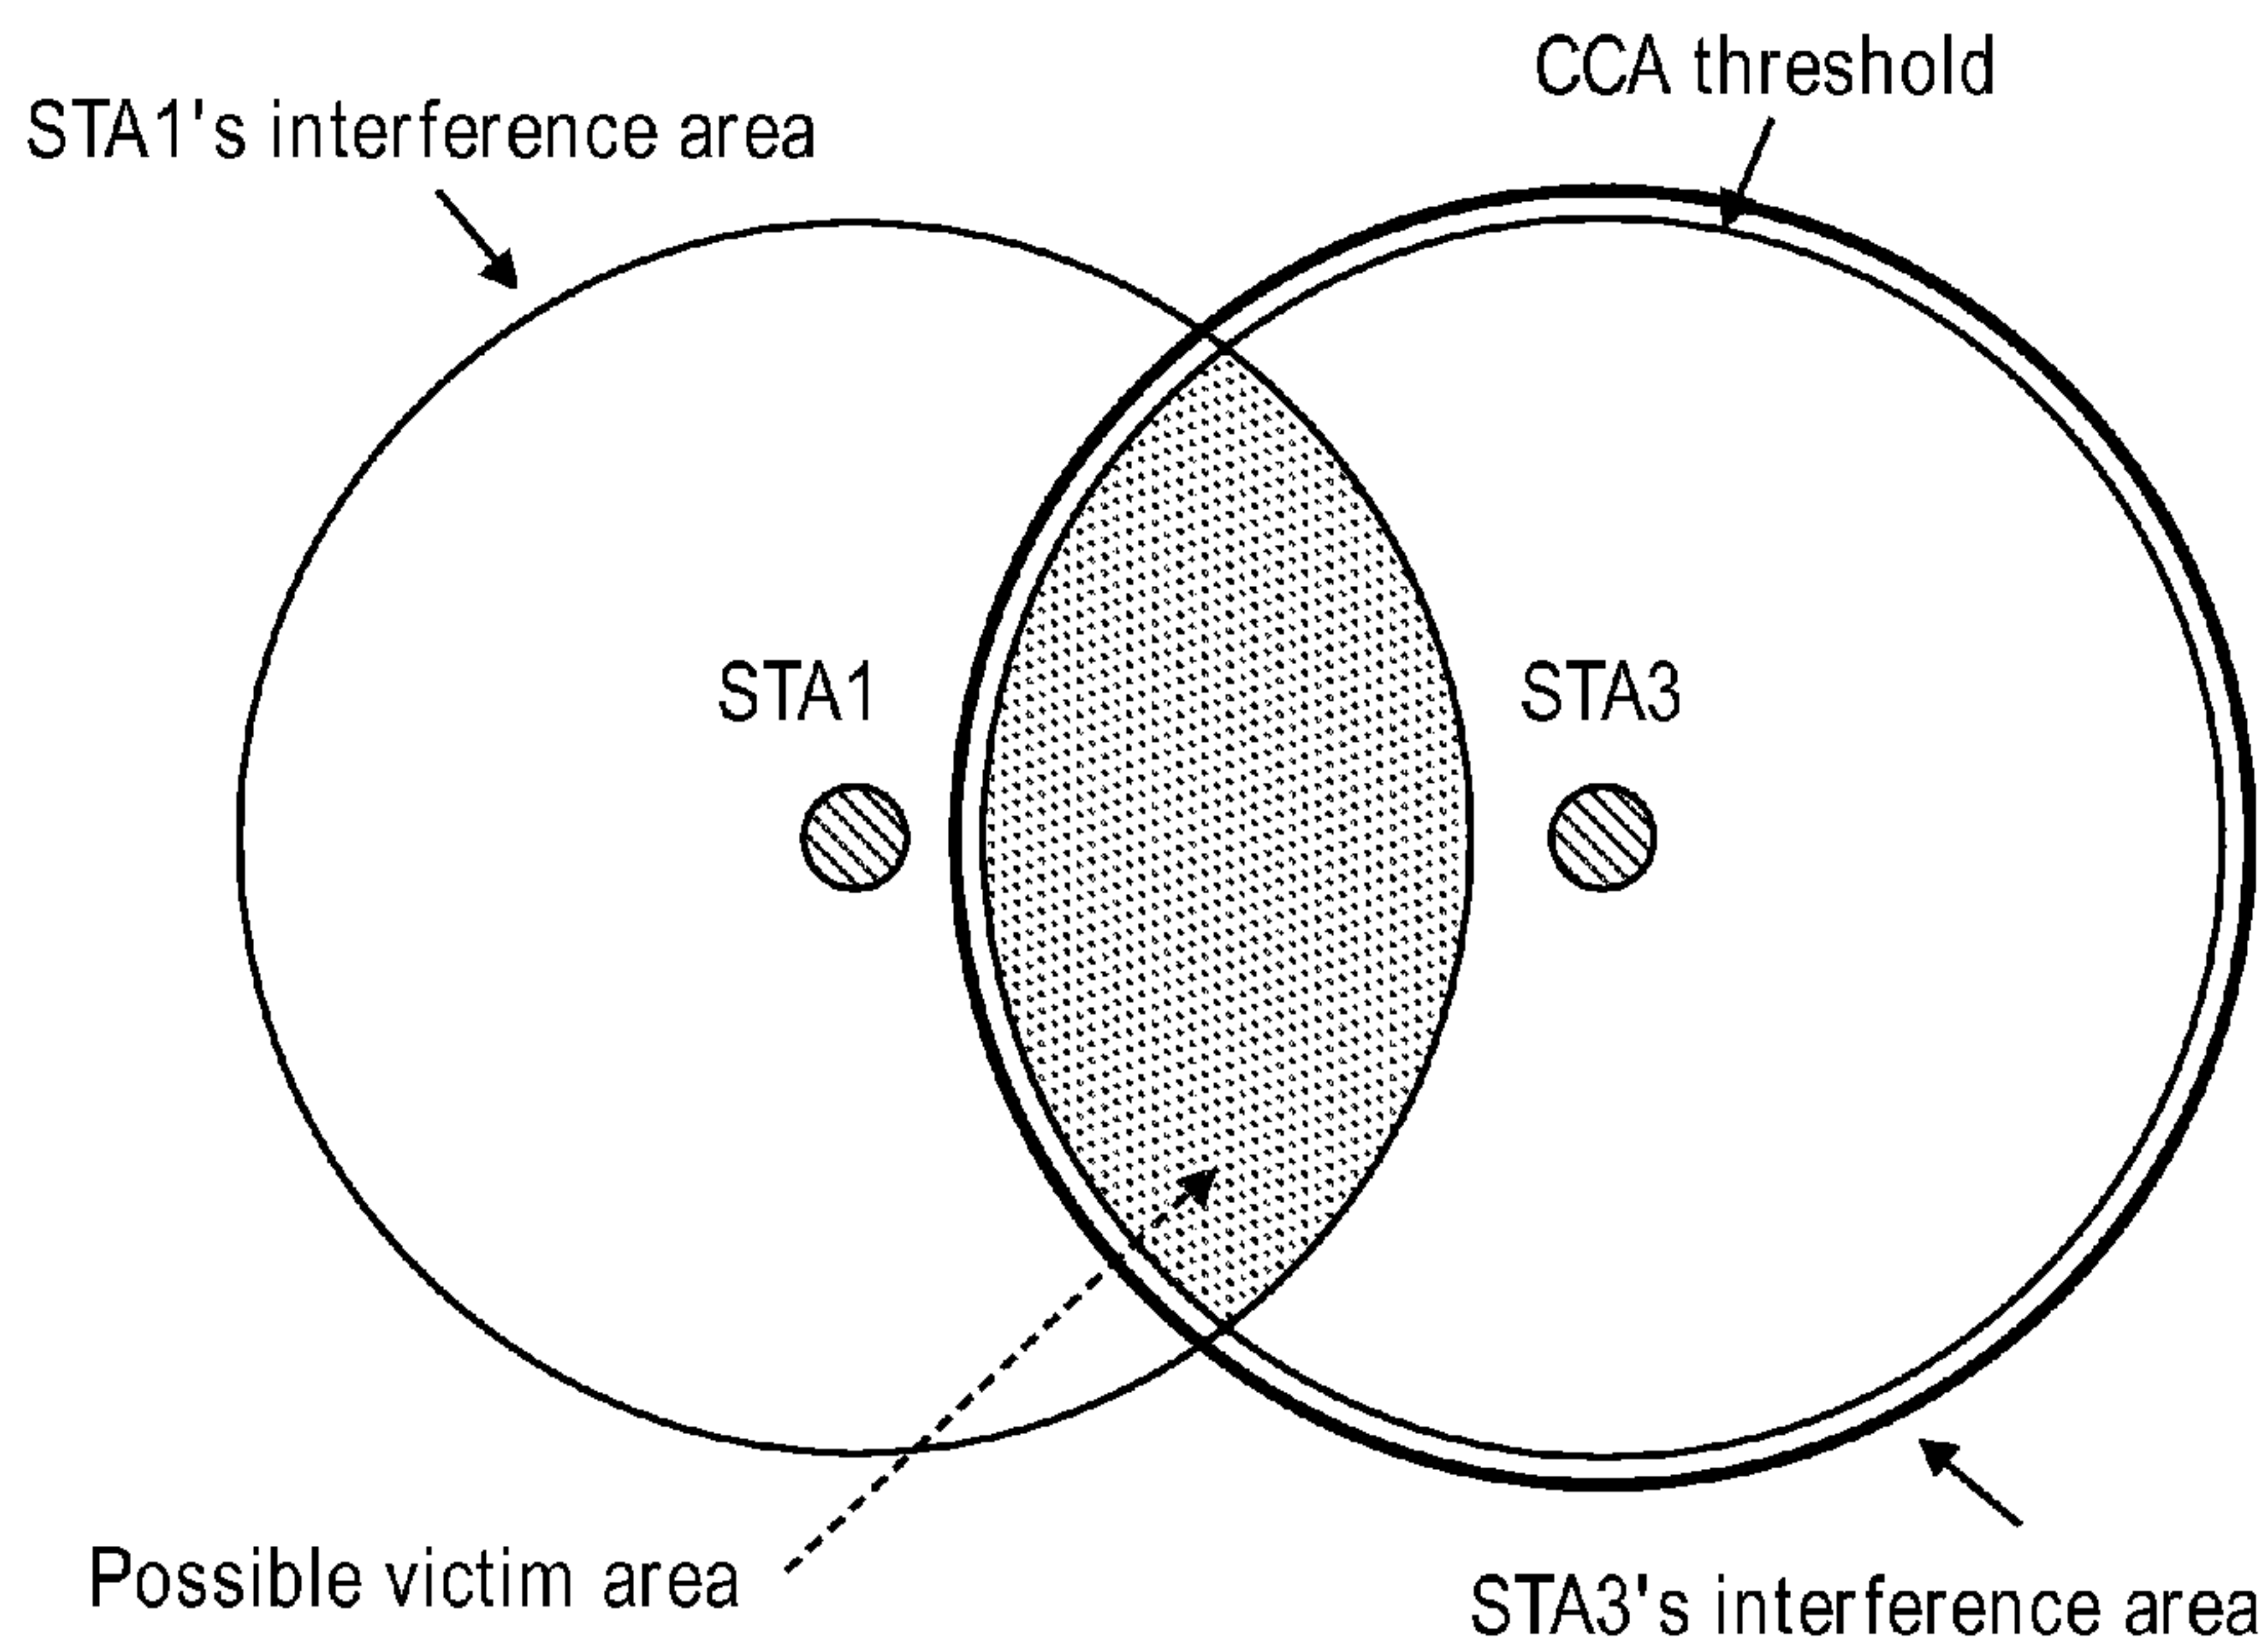 CCA threshold
STA1's interference area
STA1
STA3
Possible victim area
STA3's interference area